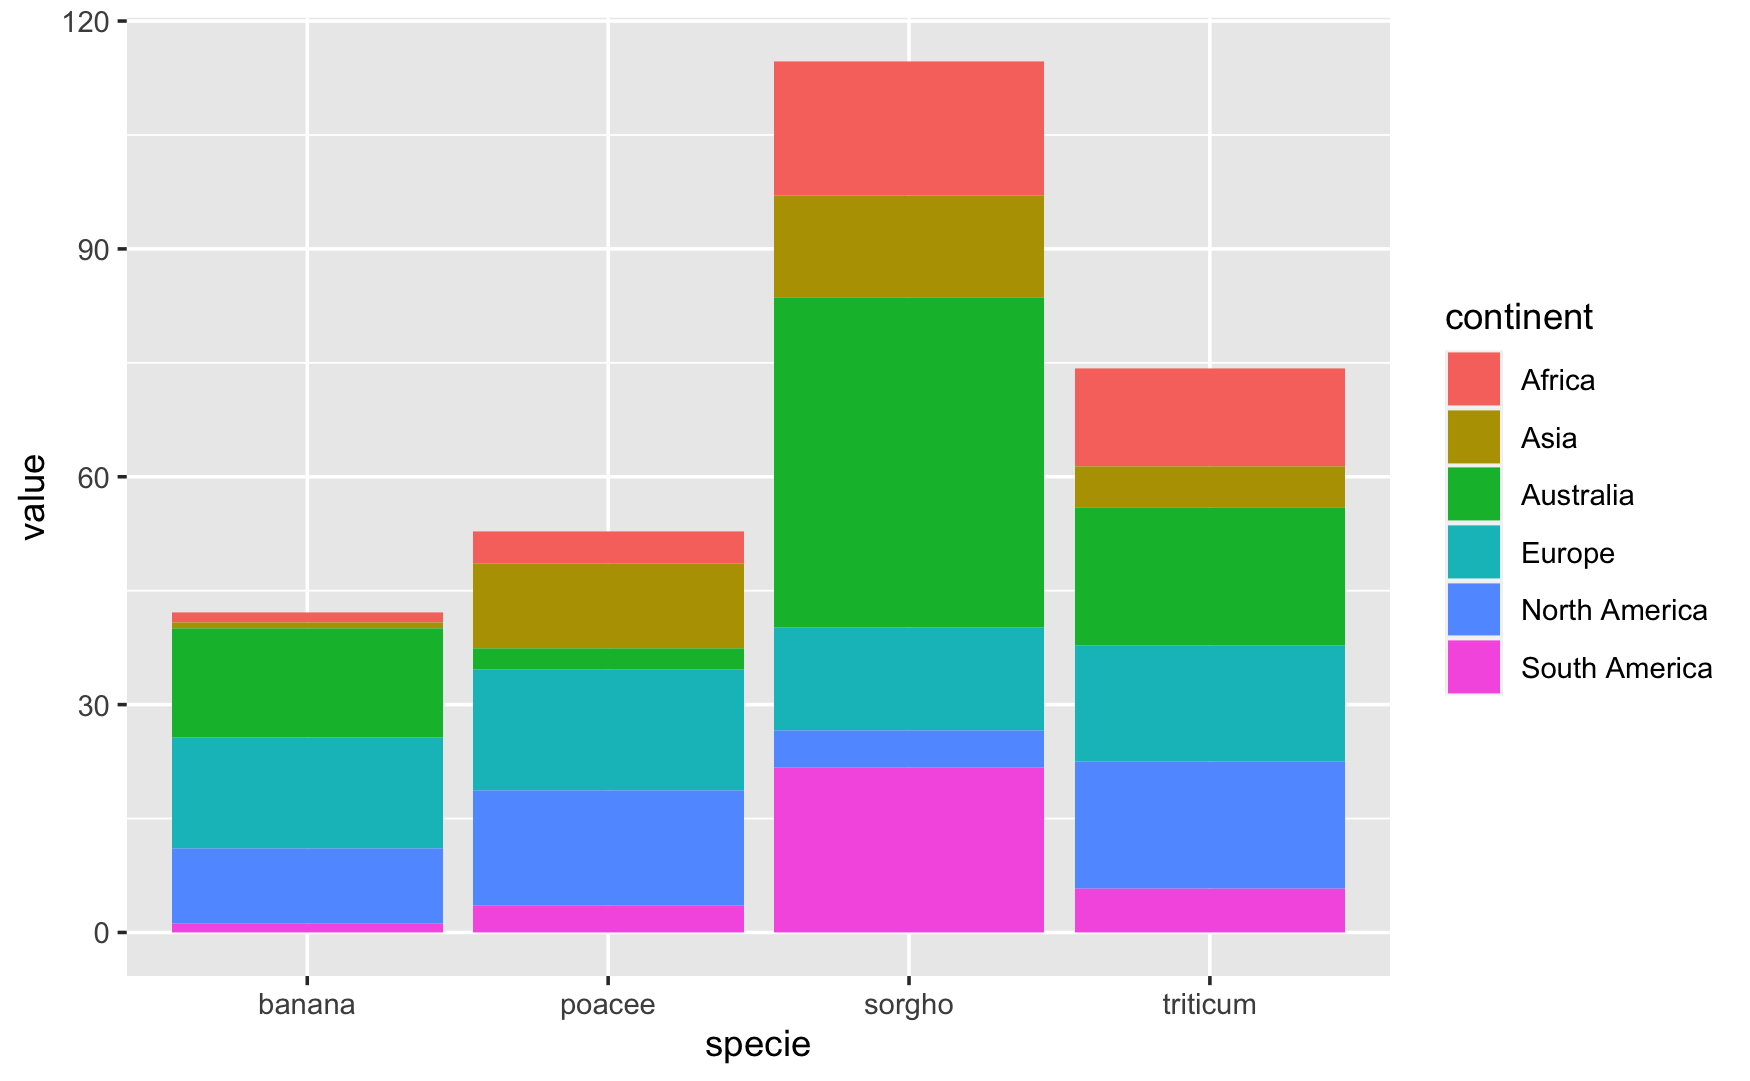 120
90
60
30
0
value
banana
poacee
sorgho
triticum
specie
continent
Africa
Asia
Australia
Europe
North America
South America